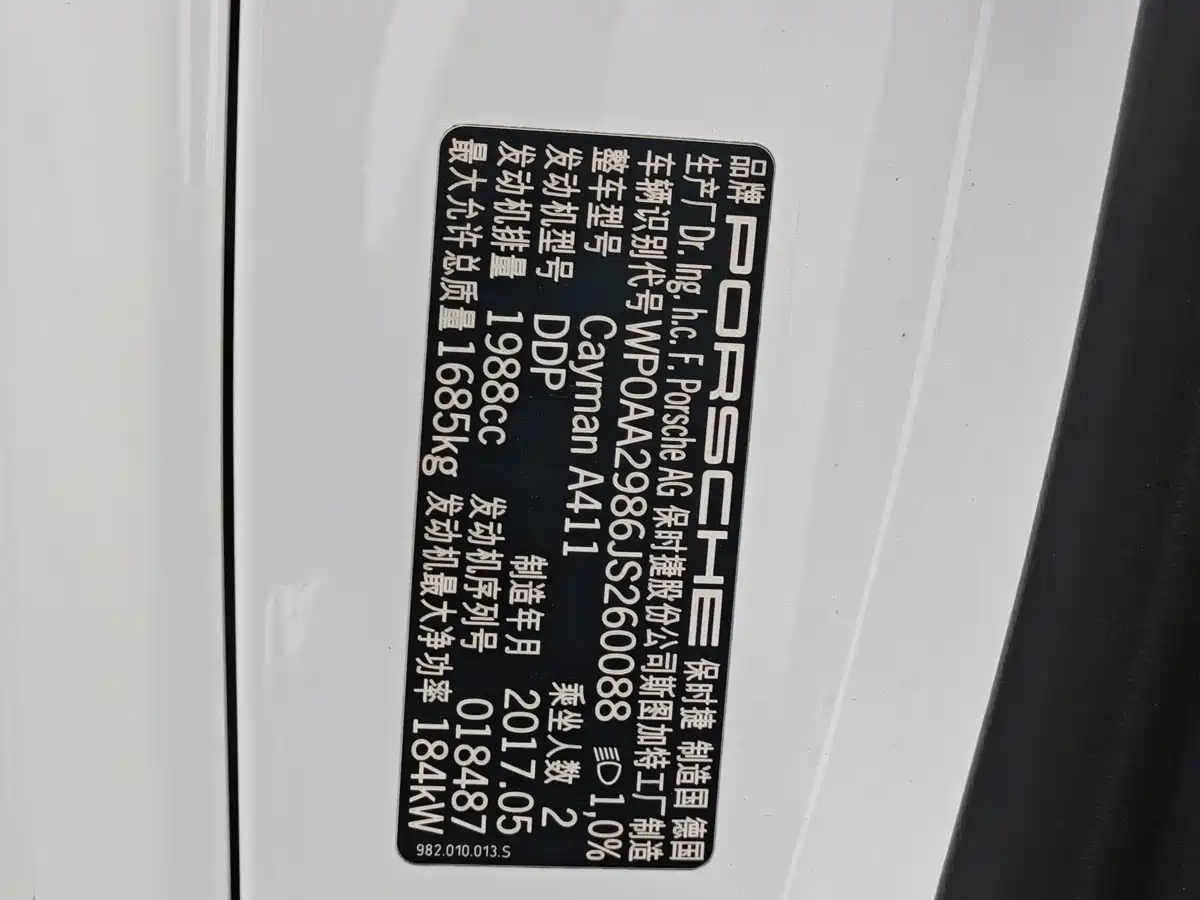 品牌 PORSCHE 保时捷 制造国 德国
生产厂Dr. Ing. h.c. F. Porsche AG 保时捷股份公司斯图加特工厂制造
车辆识别代号 WP0AA2986JS260088 1,0%
整车型号 Cayman A411 乘坐人数 2
发动机型号 DDP 制造年月 2017.05
发动机排量 1988cc 发动机序列号 018487
最大允许总质量 1685kg 发动机最大净功率 184kW
982.010.013.S